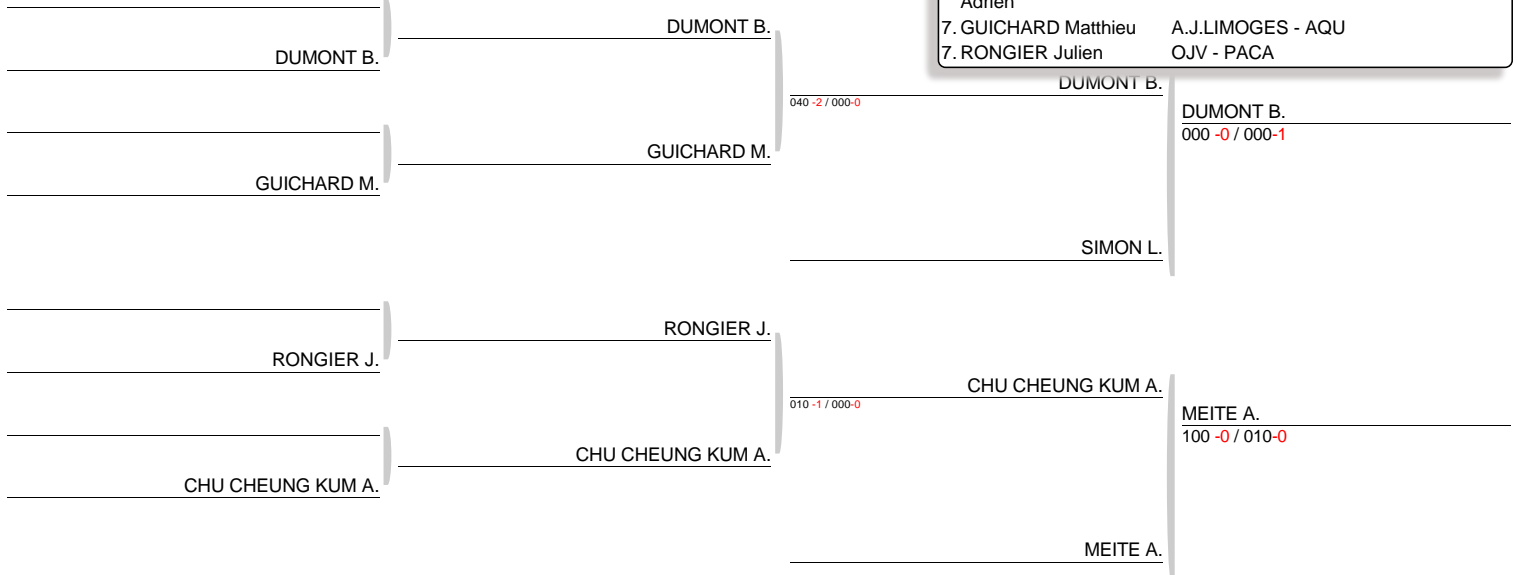 Adrien
7. GUICHARD Matthieu A.J.LIMOGES - AQU
7. RONGIER Julien OJV - PACA
DUMONT B.
GUICHARD M.
RONGIER J.
CHU CHEUNG KUM A.
DUMONT B.
GUICHARD M.
RONGIER J.
CHU CHEUNG KUM A.
DUMONT B.
040 -2 / 000-0
SIMON L.
CHU CHEUNG KUM A.
010 -1 / 000-0
MEITE A.
DUMONT B.
000 -0 / 000-1
MEITE A.
100 -0 / 010-0